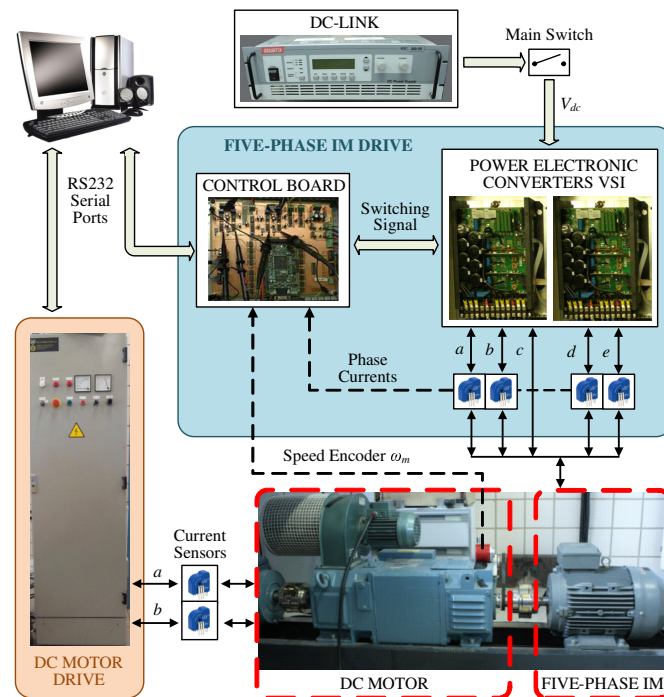 DC-LINK
Main Switch
V_dc
FIVE-PHASE IM DRIVE
POWER ELECTRONIC
CONVERTERS VSI
CONTROL BOARD
RS232
Serial
Ports
Switching
Signal
a b c d e
Phase
Currents
Speed Encoder ω_m
Current
Sensors
a
b
DC MOTOR
DRIVE
DC MOTOR
FIVE-PHASE IM